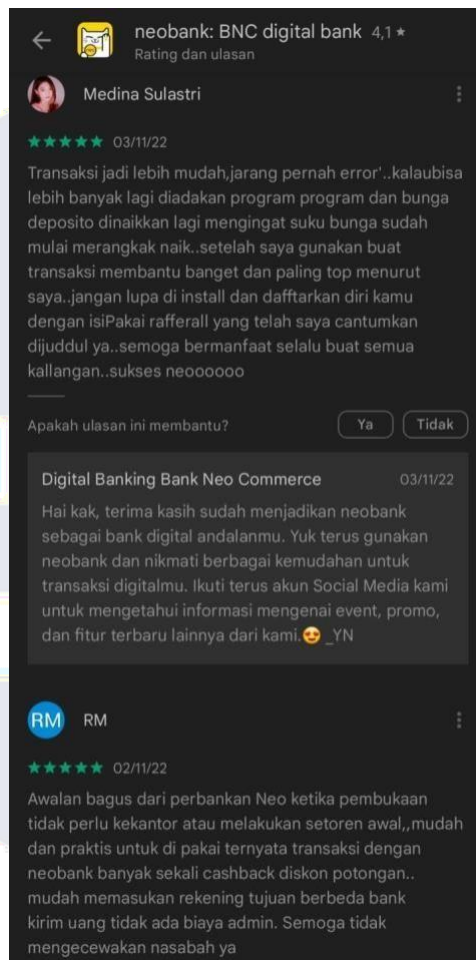 neobank: BNC digital bank 4,1 ★
Rating dan ulasan
Medina Sulastri
★★★★★ 03/11/22
Transaksi jadi lebih mudah,jarang pernah error'..kalaubisa
lebih banyak lagi diadakan program program dan bunga
deposito dinaikkan lagi mengingat suku bunga sudah
mulai merangkak naik..setelah saya gunakan buat
transaksi membantu banget dan paling top menurut
saya..jangan lupa di install dan dafftarkan diri kamu
dengan isiPakai rafferall yang telah saya cantumkan
dijuddul ya..semoga bermanfaat selalu buat semua
kallangan..sukses neoooooo
Apakah ulasan ini membantu? Ya Tidak
Digital Banking Bank Neo Commerce 03/11/22
Hai kak, terima kasih sudah menjadikan neobank
sebagai bank digital andalanmu. Yuk terus gunakan
neobank dan nikmati berbagai kemudahan untuk
transaksi digitalmu. Ikuti terus akun Social Media kami
untuk mengetahui informasi mengenai event, promo,
dan fitur terbaru lainnya dari kami.😍 _YN
RM RM
★★★★★ 02/11/22
Awalan bagus dari perbankan Neo ketika pembukaan
tidak perlu kekantor atau melakukan setoren awal,,mudah
dan praktis untuk di pakai ternyata transaksi dengan
neobank banyak sekali cashback diskon potongan..
mudah memasukan rekening tujuan berbeda bank
kirim uang tidak ada biaya admin. Semoga tidak
mengecewakan nasabah ya